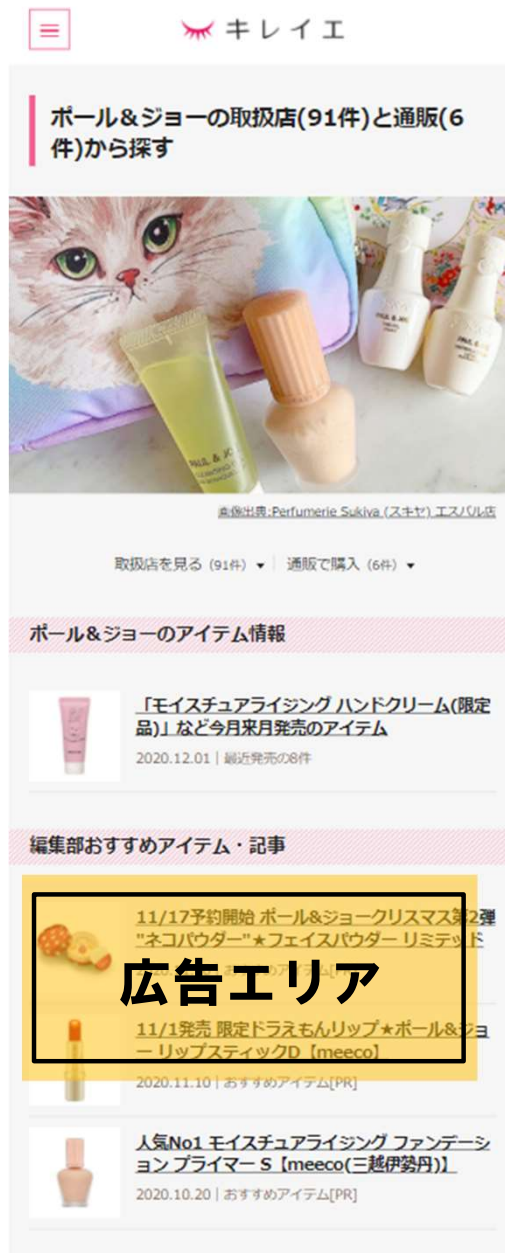 キレイエ
ポール&ジョーの取扱店(91件)と通販(6
件)から探す
PAUL & JOE
画像出典:Perfumerie Sukiya (スキヤ) エスパル店
取扱店を見る (91件) ▼ 通販で購入 (6件) ▼
ポール&ジョーのアイテム情報
「モイスチュアライジング ハンドクリーム(限定
品)」など今月来月発売のアイテム
2020.12.01 | 最近発売の8件
編集部おすすめアイテム・記事
11/17予約開始 ポール&ジョークリスマス第2弾
"ネコパウダー"★フェイスパウダー リミテッド
広告エリア
11/1発売 限定ドラえもんリップ★ポール&ジョ
ー リップスティックD【meeco】
2020.11.10 | おすすめアイテム[PR]
人気No1 モイスチュアライジング ファンデーシ
ョン プライマー S【meeco(三越伊勢丹)】
2020.10.20 | おすすめアイテム[PR]